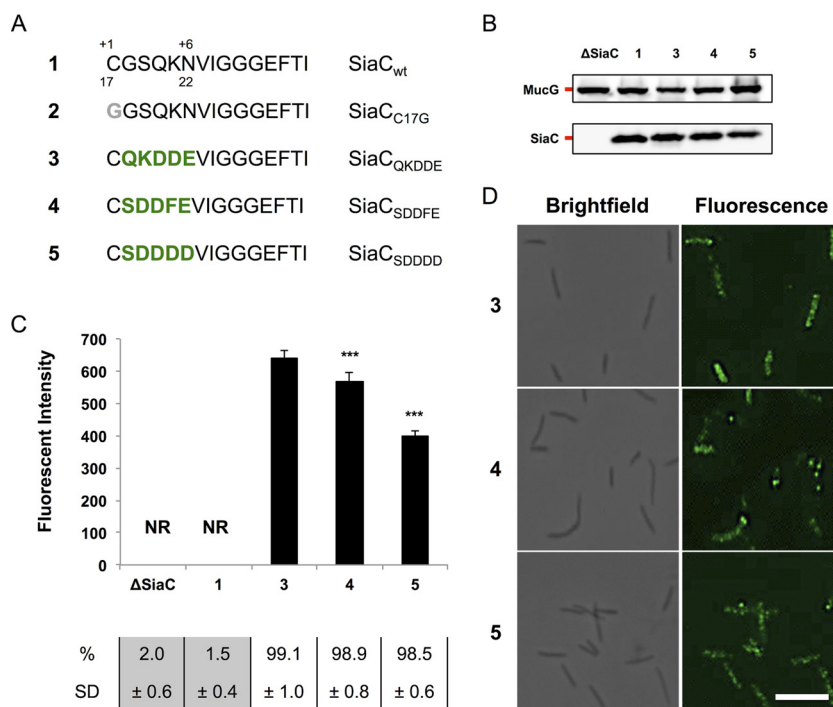 A
+1 +6
1 CGSQKNVIGGGEFTI SiaCwt
17 22
2 GGSQKNVIGGGEFTI SiaCC17G
3 CQKDDEVIGGGEFTI SiaCQKDDE
4 CSDDFEVIGGGEFTI SiaCSDDFE
5 CSDDDDVIGGGEFTI SiaCSDDDD
B
ΔSiaC 1 3 4 5
MucG
SiaC
C
Fluorescent Intensity
700
600
500
400
300
200
100
0
NR NR *** ***
ΔSiaC 1 3 4 5
% 2.0 1.5 99.1 98.9 98.5
SD ± 0.6 ± 0.4 ± 1.0 ± 0.8 ± 0.6
D
Brightfield Fluorescence
3
4
5